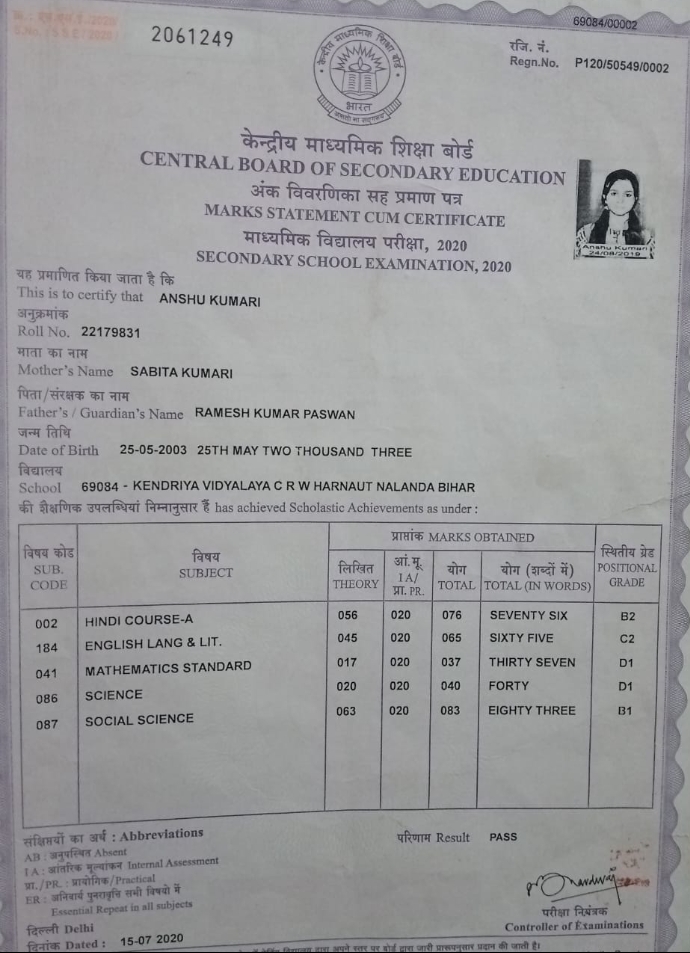 69084/00002
2061249
रजि. नं.
Regn.No. P120/50549/0002
केन्द्रीय माध्यमिक शिक्षा बोर्ड
भारत
केन्द्रीय माध्यमिक शिक्षा बोर्ड
CENTRAL BOARD OF SECONDARY EDUCATION
अंक विवरणिका सह प्रमाण पत्र
MARKS STATEMENT CUM CERTIFICATE
माध्यमिक विद्यालय परीक्षा, 2020
SECONDARY SCHOOL EXAMINATION, 2020
Anshu Kumari
24/08/2019
यह प्रमाणित किया जाता है कि
This is to certify that ANSHU KUMARI
अनुक्रमांक
Roll No. 22179831
माता का नाम
Mother's Name SABITA KUMARI
पिता/संरक्षक का नाम
Father's / Guardian's Name RAMESH KUMAR PASWAN
जन्म तिथि
Date of Birth 25-05-2003 25TH MAY TWO THOUSAND THREE
विद्यालय
School 69084 - KENDRIYA VIDYALAYA C R W HARNAUT NALANDA BIHAR
की शैक्षणिक उपलब्धियां निम्नानुसार हैं has achieved Scholastic Achievements as under :
विषय कोड
SUB.
CODE
विषय
SUBJECT
प्राप्तांक MARKS OBTAINED
लिखित
THEORY
आं.मू.
I A/
प्रा. PR.
योग
TOTAL
योग (शब्दों में)
TOTAL (IN WORDS)
स्थितीय ग्रेड
POSITIONAL
GRADE
002 HINDI COURSE-A 056 020 076 SEVENTY SIX B2
184 ENGLISH LANG & LIT. 045 020 065 SIXTY FIVE C2
041 MATHEMATICS STANDARD 017 020 037 THIRTY SEVEN D1
086 SCIENCE 020 020 040 FORTY D1
087 SOCIAL SCIENCE 063 020 083 EIGHTY THREE B1
संक्षिप्तियों का अर्थ : Abbreviations
AB : अनुपस्थित Absent
I A : आंतरिक मूल्यांकन Internal Assessment
प्रा./PR. : प्रायोगिक/Practical
ER : अनिवार्य पुनरावृत्ति सभी विषयों में
Essential Repeat in all subjects
परिणाम Result PASS
दिल्ली Delhi
दिनांक Dated : 15-07 2020
परीक्षा नियंत्रक
Controller of Examinations